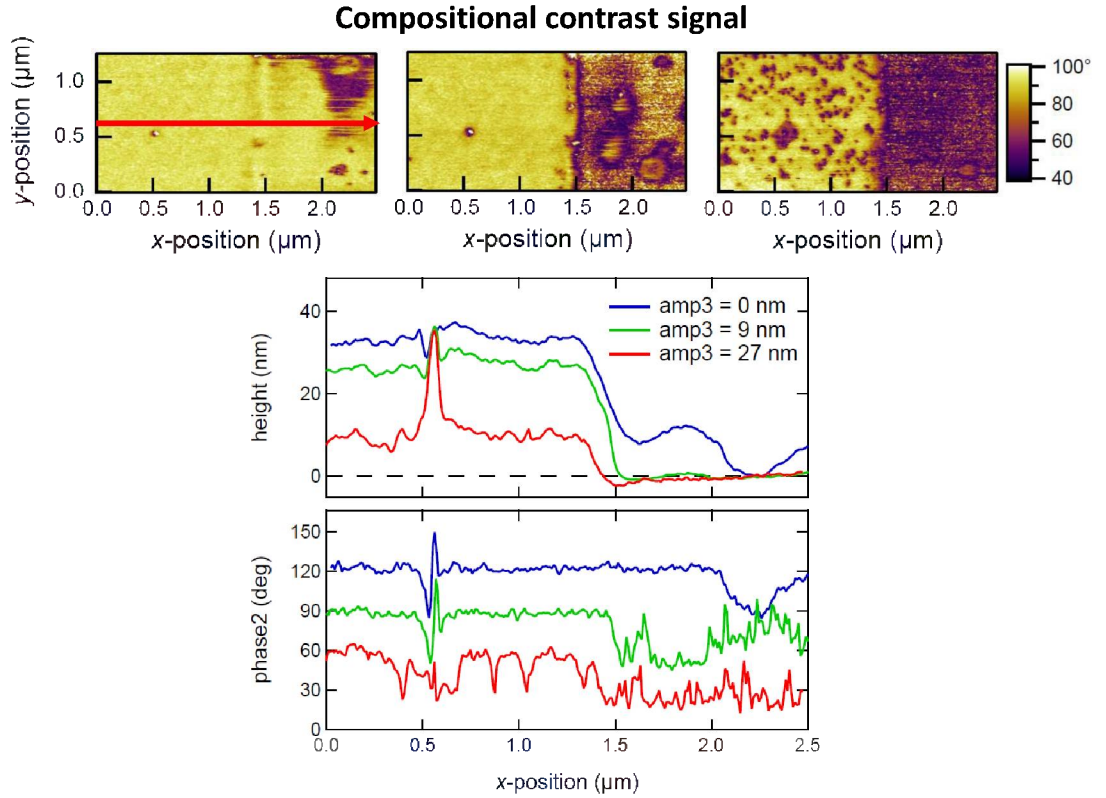 Compositional contrast signal
y-position (µm)
1.0
0.5
0.0
0.0 0.5 1.0 1.5 2.0
0.0 0.5 1.0 1.5 2.0
0.0 0.5 1.0 1.5 2.0
x-position (µm)
x-position (µm)
x-position (µm)
100°
80
60
40
height (nm)
40
20
0
amp3 = 0 nm
amp3 = 9 nm
amp3 = 27 nm
phase2 (deg)
150
120
90
60
30
0
0.0 0.5 1.0 1.5 2.0 2.5
x-position (µm)